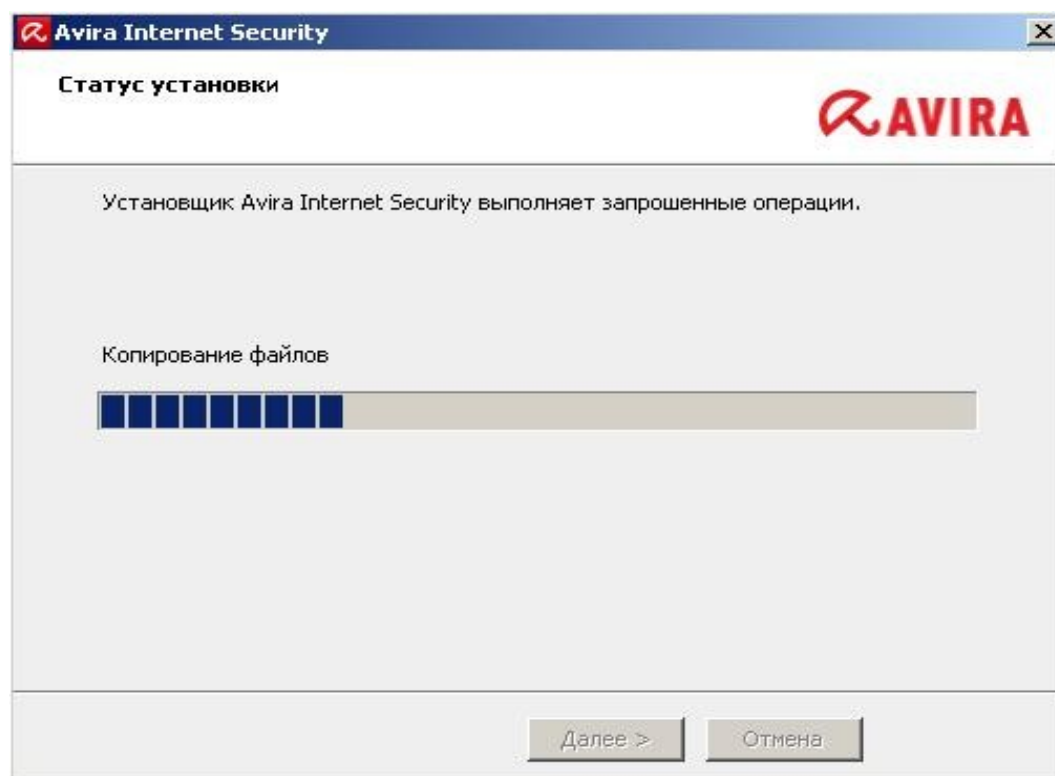 Avira Internet Security
Статус установки
AVIRA
Установщик Avira Internet Security выполняет запрошенные операции.
Копирование файлов
Далее >
Отмена